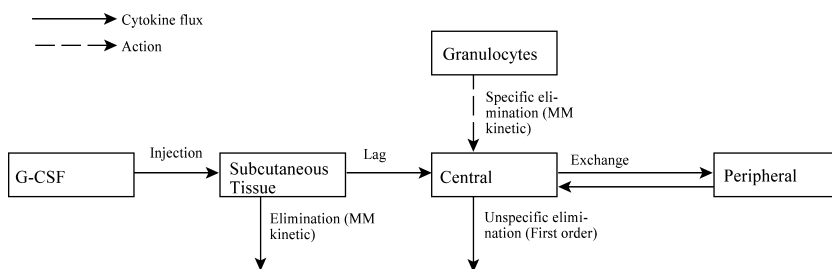 Cytokine flux
Action
Granulocytes
Specific eli-
mination (MM
kinetic)
G-CSF
Injection
Subcutaneous
Tissue
Lag
Central
Exchange
Peripheral
Elimination (MM
kinetic)
Unspecific elimi-
nation (First order)